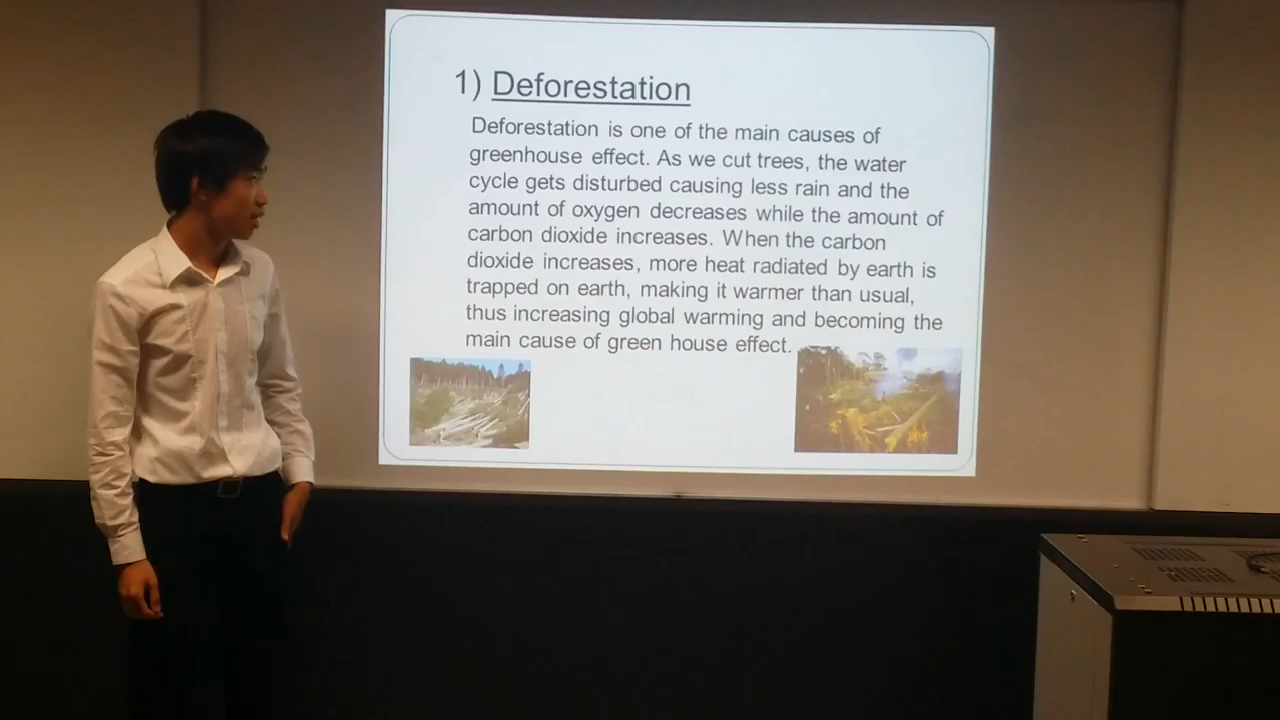 1) Deforestation
Deforestation is one of the main causes of
greenhouse effect. As we cut trees, the water
cycle gets disturbed causing less rain and the
amount of oxygen decreases while the amount of
carbon dioxide increases. When the carbon
dioxide increases, more heat radiated by earth is
trapped on earth, making it warmer than usual,
thus increasing global warming and becoming the
main cause of green house effect.